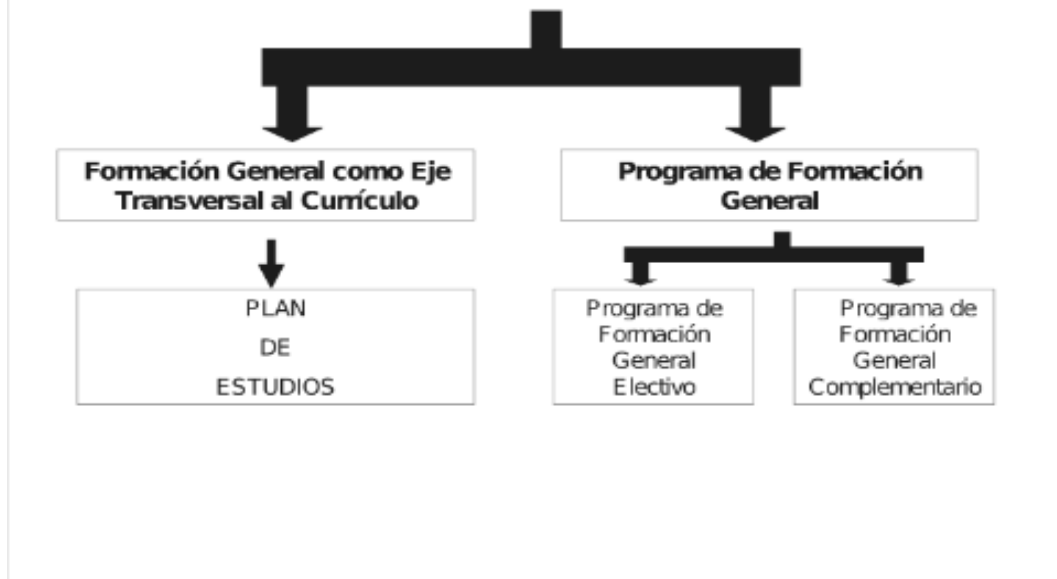 Formación General como Eje
Transversal al Currículo
Programa de Formación
General
PLAN
DE
ESTUDIOS
Programa de
Formación
General
Electivo
Programa de
Formación
General
Complementario